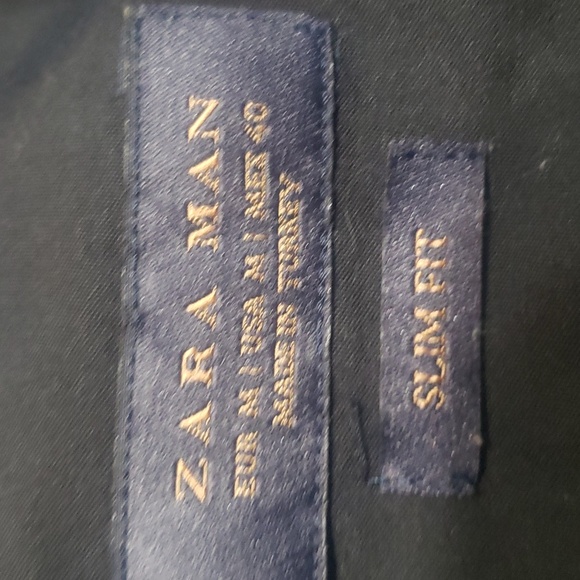 ZARA MAN
EUR M | USA M | MEX 40
MADE IN TURKEY
SLIM FIT